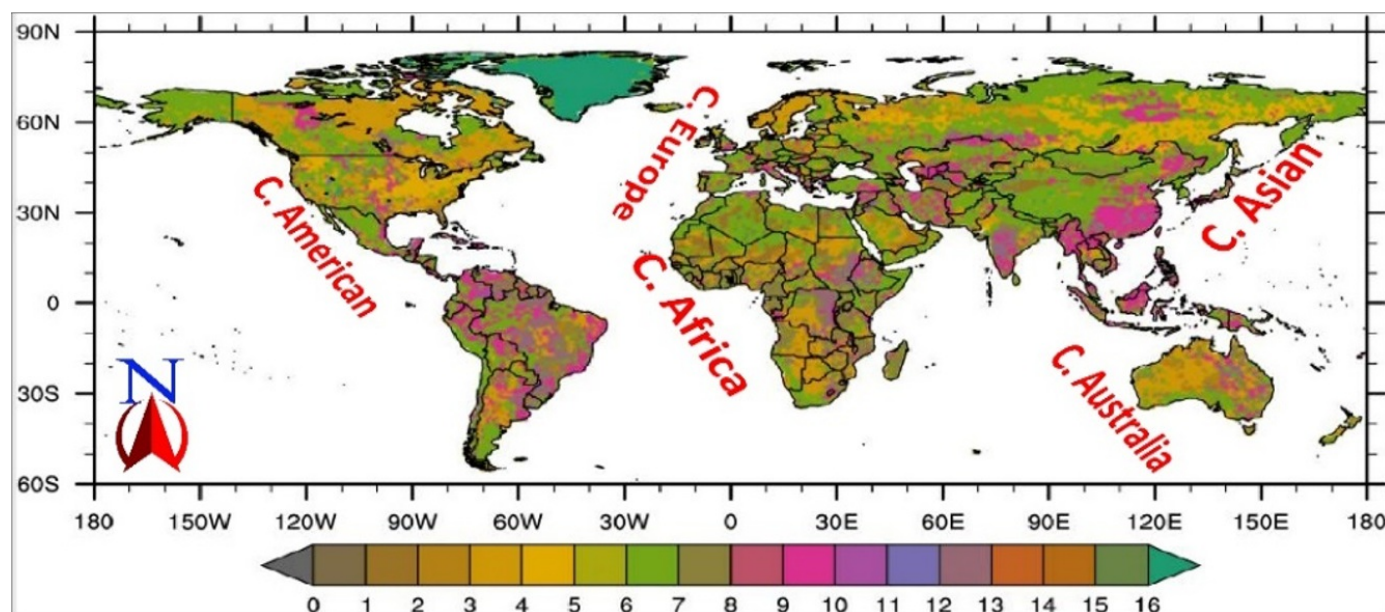 90N
60N
30N
0
30S
60S
C. Europe
C. American
C. Africa
C. Asian
C. Australia
N
180 150W 120W 90W 60W 30W 0 30E 60E 90E 120E 150E 180
0 1 2 3 4 5 6 7 8 9 10 11 12 13 14 15 16